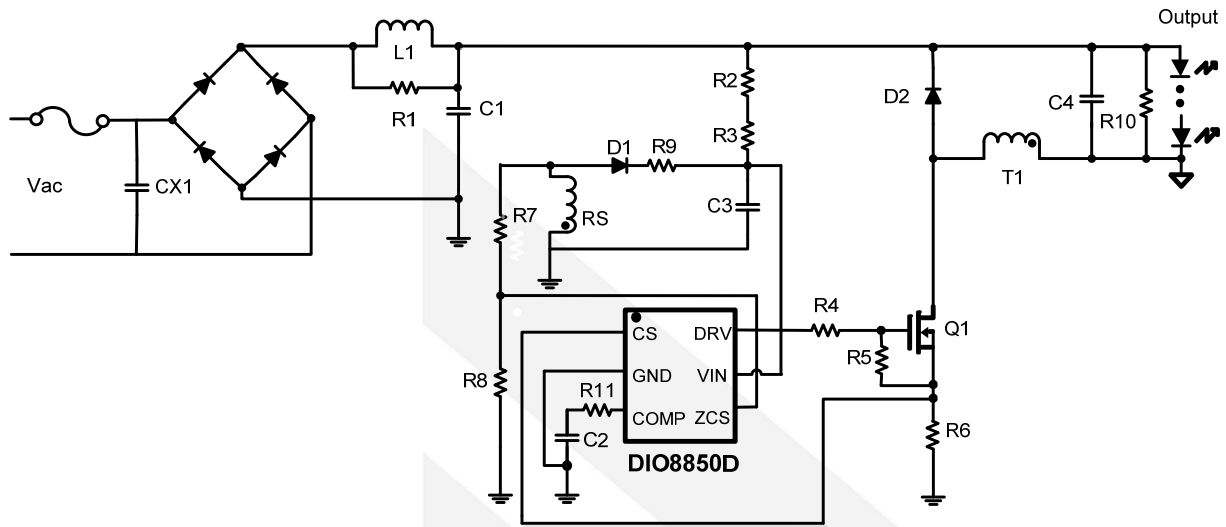 Output
L1
R1
C1
R2
R3
D2
C4
R10
T1
Vac
CX1
D1
R9
R7
RS
C3
CS
DRV
R4
Q1
R5
GND
VIN
R8
R11
COMP
ZCS
C2
R6
DIO8850D